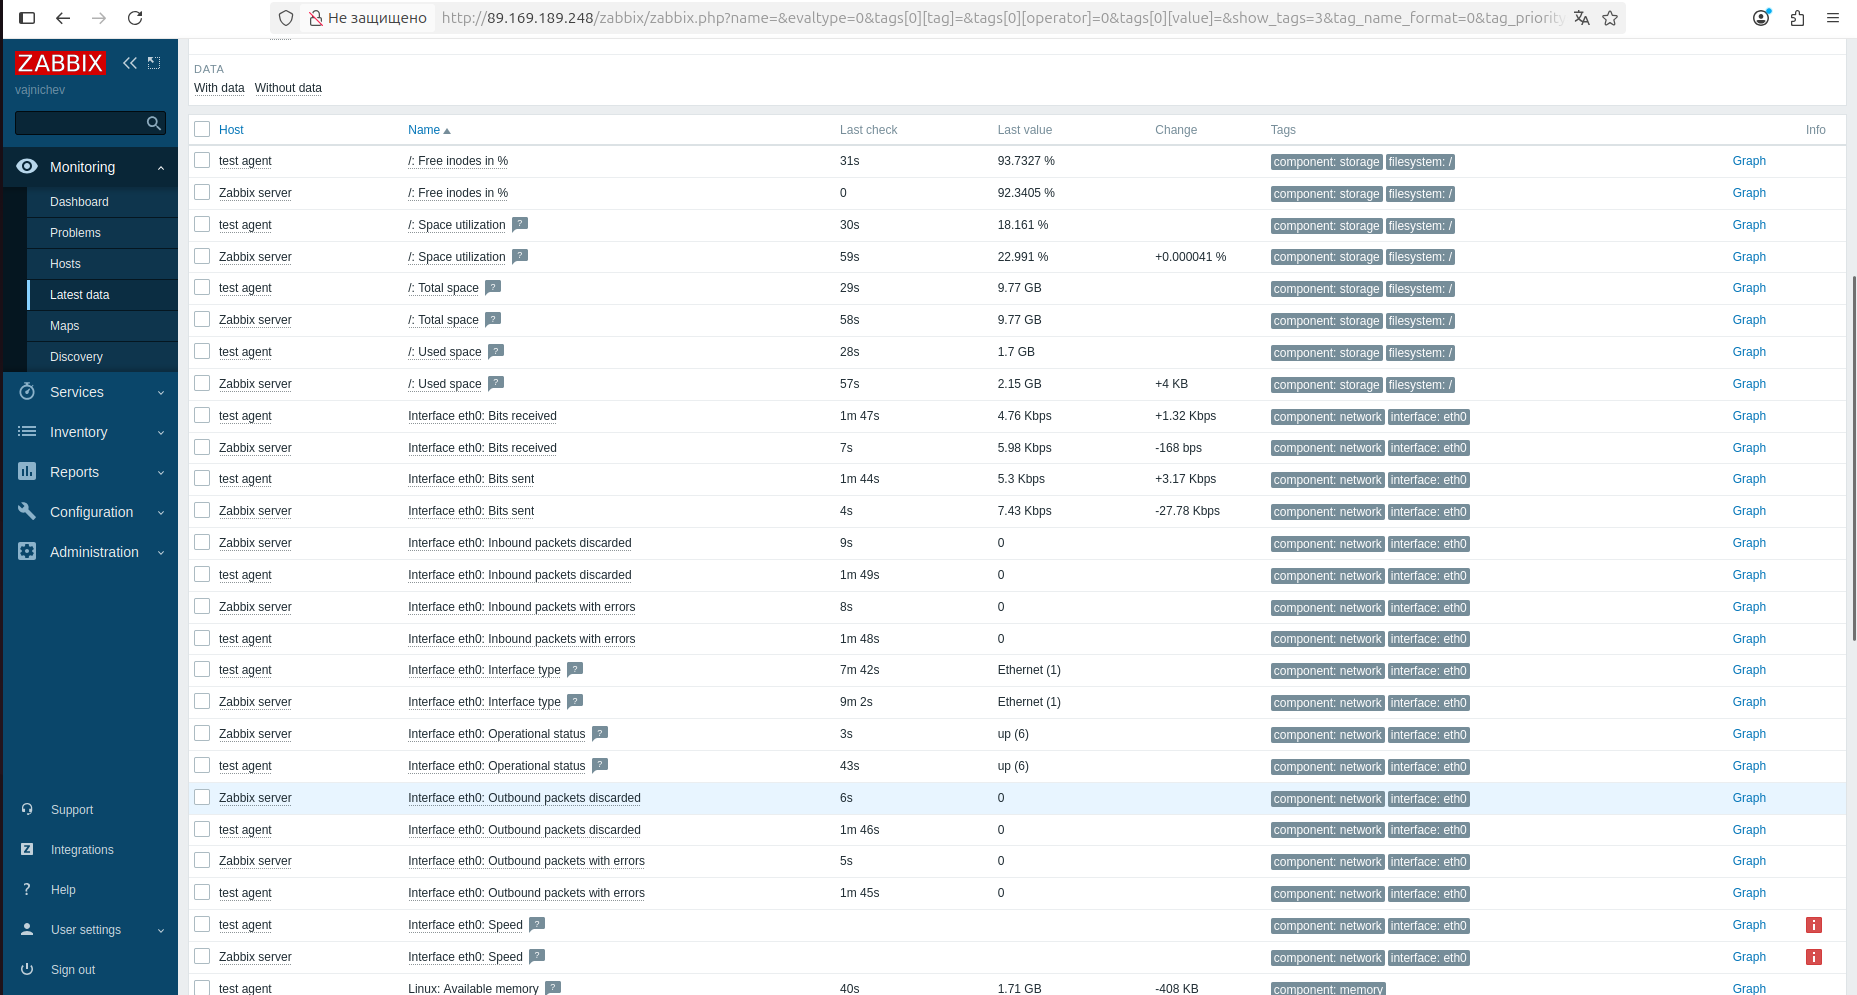 Не защищено http://89.169.189.248/zabbix/zabbix.php?name=&evaltype=0&tags[0][tag]=&tags[0][operator]=0&tags[0][value]=&show_tags=3&tag_name_format=0&tag_priority
ZABBIX
vajnichev
Monitoring
Dashboard
Problems
Hosts
Latest data
Maps
Discovery
Services
Inventory
Reports
Configuration
Administration
Support
Z Integrations
? Help
User settings
Sign out
DATA
With data Without data
Host Name Last check Last value Change Tags Info
test agent /: Free inodes in % 31s 93.7327 % component: storage filesystem: / Graph
Zabbix server /: Free inodes in % 0 92.3405 % component: storage filesystem: / Graph
test agent /: Space utilization ? 30s 18.161 % component: storage filesystem: / Graph
Zabbix server /: Space utilization ? 59s 22.991 % +0.000041 % component: storage filesystem: / Graph
test agent /: Total space ? 29s 9.77 GB component: storage filesystem: / Graph
Zabbix server /: Total space ? 58s 9.77 GB component: storage filesystem: / Graph
test agent /: Used space ? 28s 1.7 GB component: storage filesystem: / Graph
Zabbix server /: Used space ? 57s 2.15 GB +4 KB component: storage filesystem: / Graph
test agent Interface eth0: Bits received 1m 47s 4.76 Kbps +1.32 Kbps component: network interface: eth0 Graph
Zabbix server Interface eth0: Bits received 7s 5.98 Kbps -168 bps component: network interface: eth0 Graph
test agent Interface eth0: Bits sent 1m 44s 5.3 Kbps +3.17 Kbps component: network interface: eth0 Graph
Zabbix server Interface eth0: Bits sent 4s 7.43 Kbps -27.78 Kbps component: network interface: eth0 Graph
Zabbix server Interface eth0: Inbound packets discarded 9s 0 component: network interface: eth0 Graph
test agent Interface eth0: Inbound packets discarded 1m 49s 0 component: network interface: eth0 Graph
Zabbix server Interface eth0: Inbound packets with errors 8s 0 component: network interface: eth0 Graph
test agent Interface eth0: Inbound packets with errors 1m 48s 0 component: network interface: eth0 Graph
test agent Interface eth0: Interface type ? 7m 42s Ethernet (1) component: network interface: eth0 Graph
Zabbix server Interface eth0: Interface type ? 9m 2s Ethernet (1) component: network interface: eth0 Graph
Zabbix server Interface eth0: Operational status ? 3s up (6) component: network interface: eth0 Graph
test agent Interface eth0: Operational status ? 43s up (6) component: network interface: eth0 Graph
Zabbix server Interface eth0: Outbound packets discarded 6s 0 component: network interface: eth0 Graph
test agent Interface eth0: Outbound packets discarded 1m 46s 0 component: network interface: eth0 Graph
Zabbix server Interface eth0: Outbound packets with errors 5s 0 component: network interface: eth0 Graph
test agent Interface eth0: Outbound packets with errors 1m 45s 0 component: network interface: eth0 Graph
test agent Interface eth0: Speed ? component: network interface: eth0 Graph i
Zabbix server Interface eth0: Speed ? component: network interface: eth0 Graph i
test agent Linux: Available memory ? 40s 1.71 GB -408 KB component: memory Graph